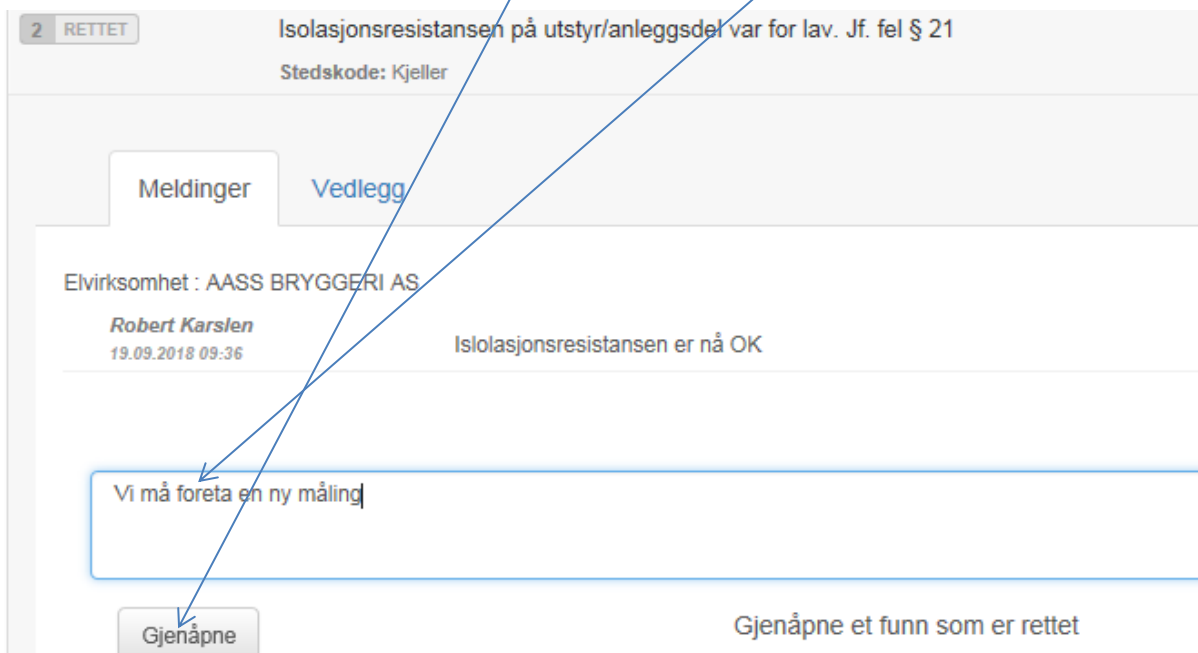 2 RETTET
Isolasjonsresistansen på utstyr/anleggsdel var for lav. Jf. fel § 21
Stedskode: Kjeller
Meldinger Vedlegg
Elvirksomhet : AASS BRYGGERI AS
Robert Karslen
19.09.2018 09:36
Islolasjonsresistansen er nå OK
Vi må foreta en ny måling
Gjenåpne
Gjenåpne et funn som er rettet